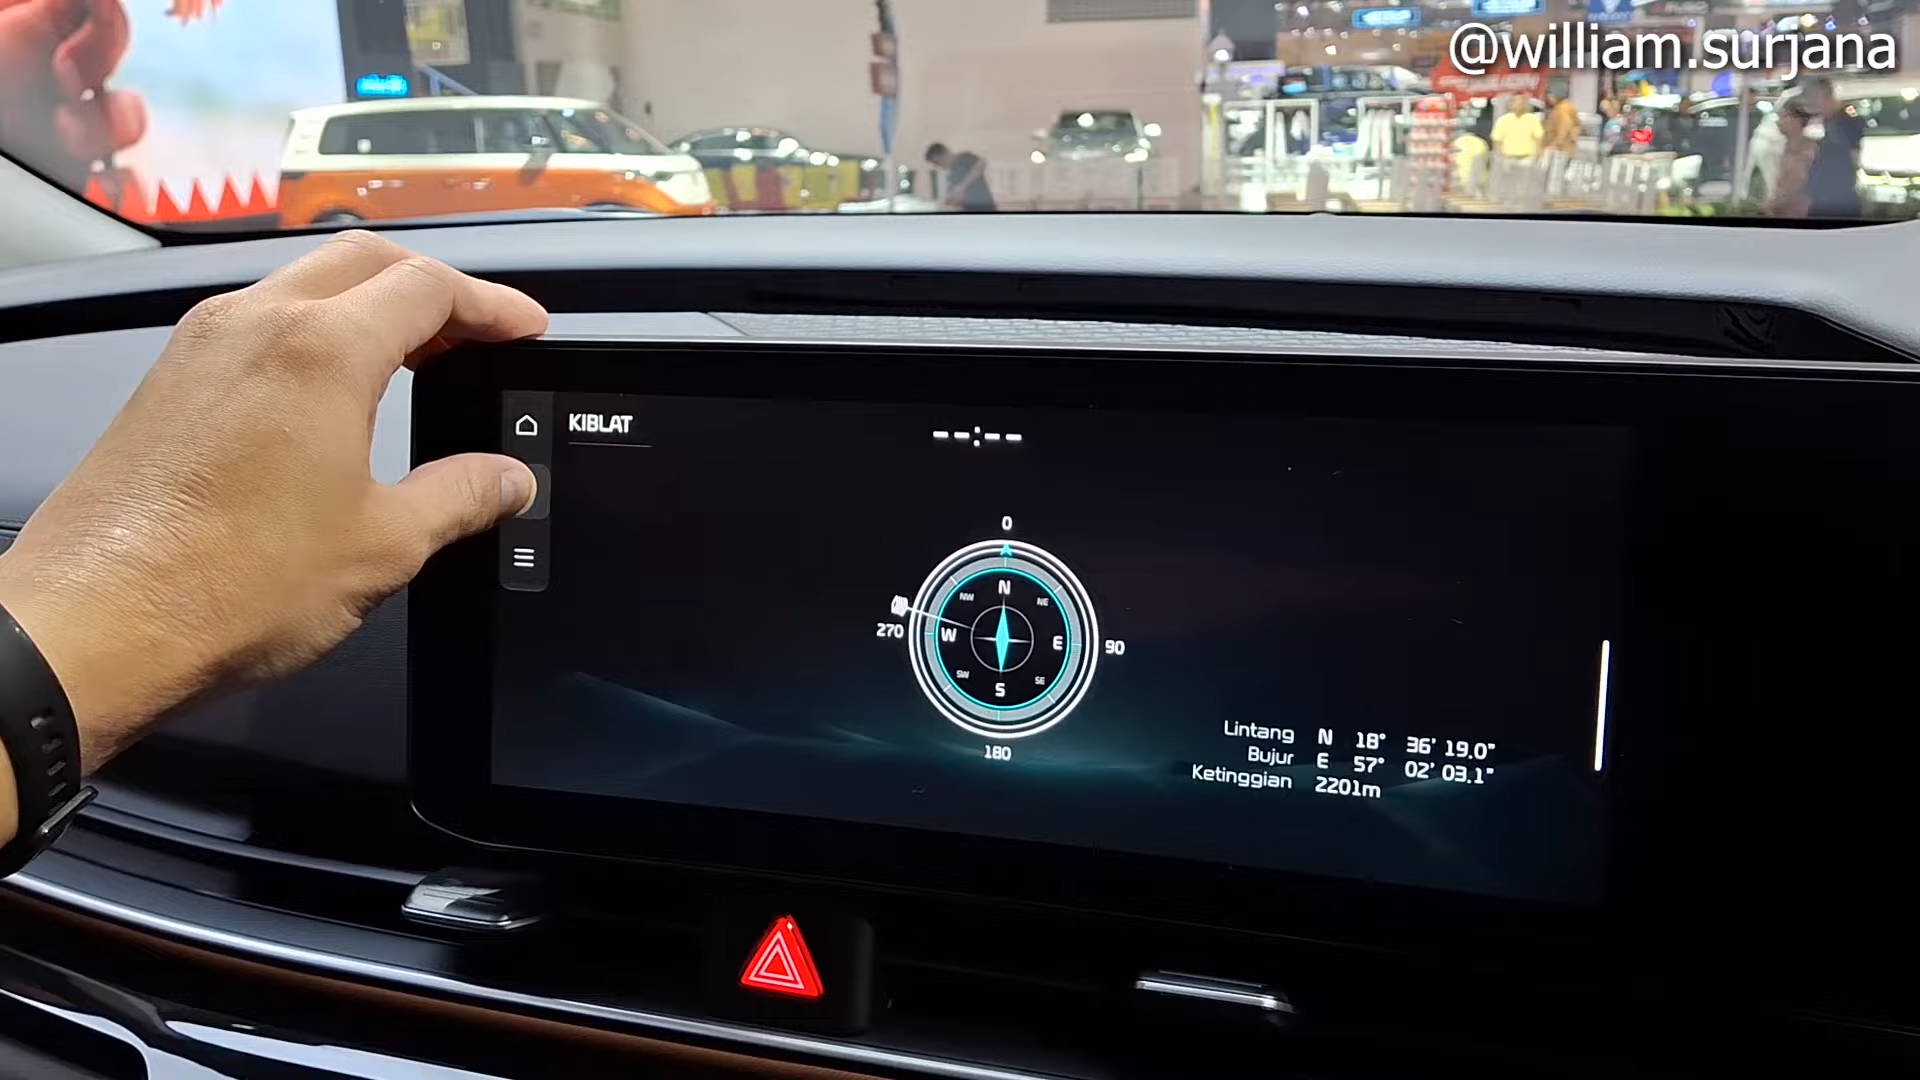 @william.surjana
KIBLAT
--:--
0
N
NW
NE
270
W
E
90
SW
SE
S
180
Lintang N 18° 36' 19.0"
Bujur E 57° 02' 03.1"
Ketinggian 2201m